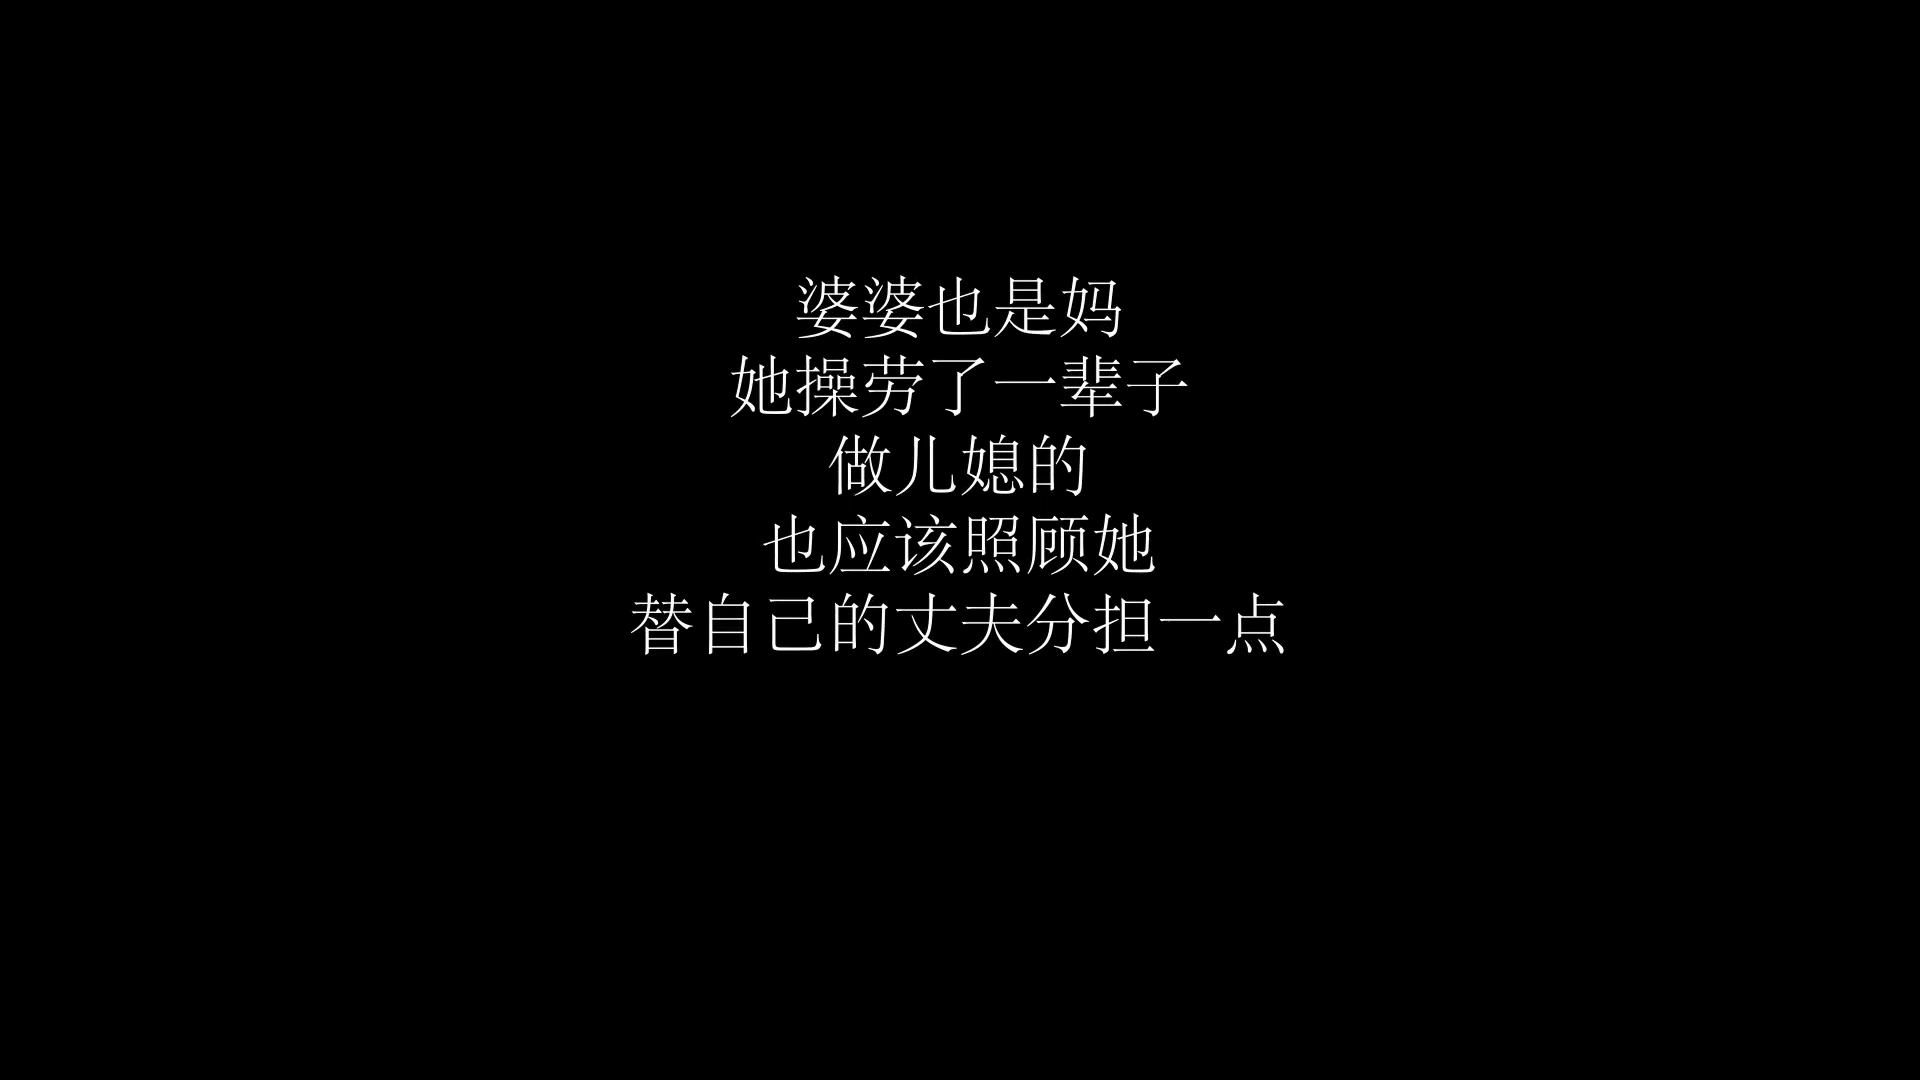 婆婆也是妈
她操劳了一辈子
做儿媳的
也应该照顾她
替自己的丈夫分担一点